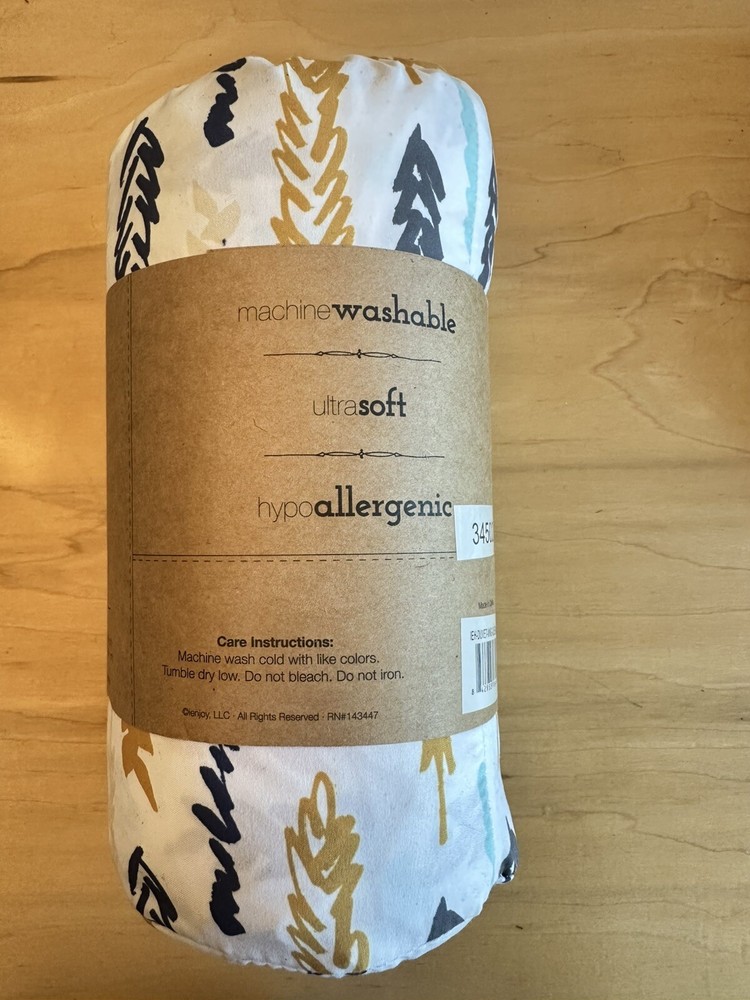 machinewashable
ultrasoft
hypoallergenic
Care Instructions:
Machine wash cold with like colors.
Tumble dry low. Do not bleach. Do not iron.
©ienjoy, LLC · All Rights Reserved · RN#143447